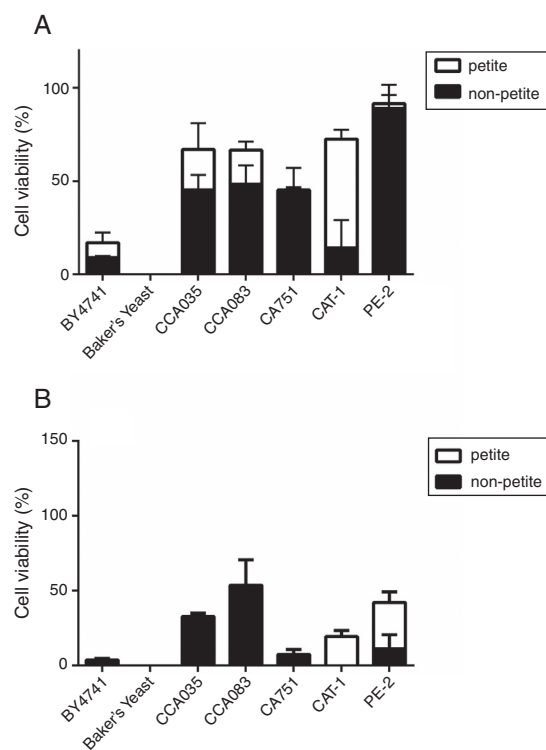 A
petite
non-petite
Cell viability (%)
100
50
0
BY4741
Baker's Yeast
CCA035
CCA083
CA751
CAT-1
PE-2
B
petite
non-petite
Cell viability (%)
150
100
50
0
BY4741
Baker's Yeast
CCA035
CCA083
CA751
CAT-1
PE-2